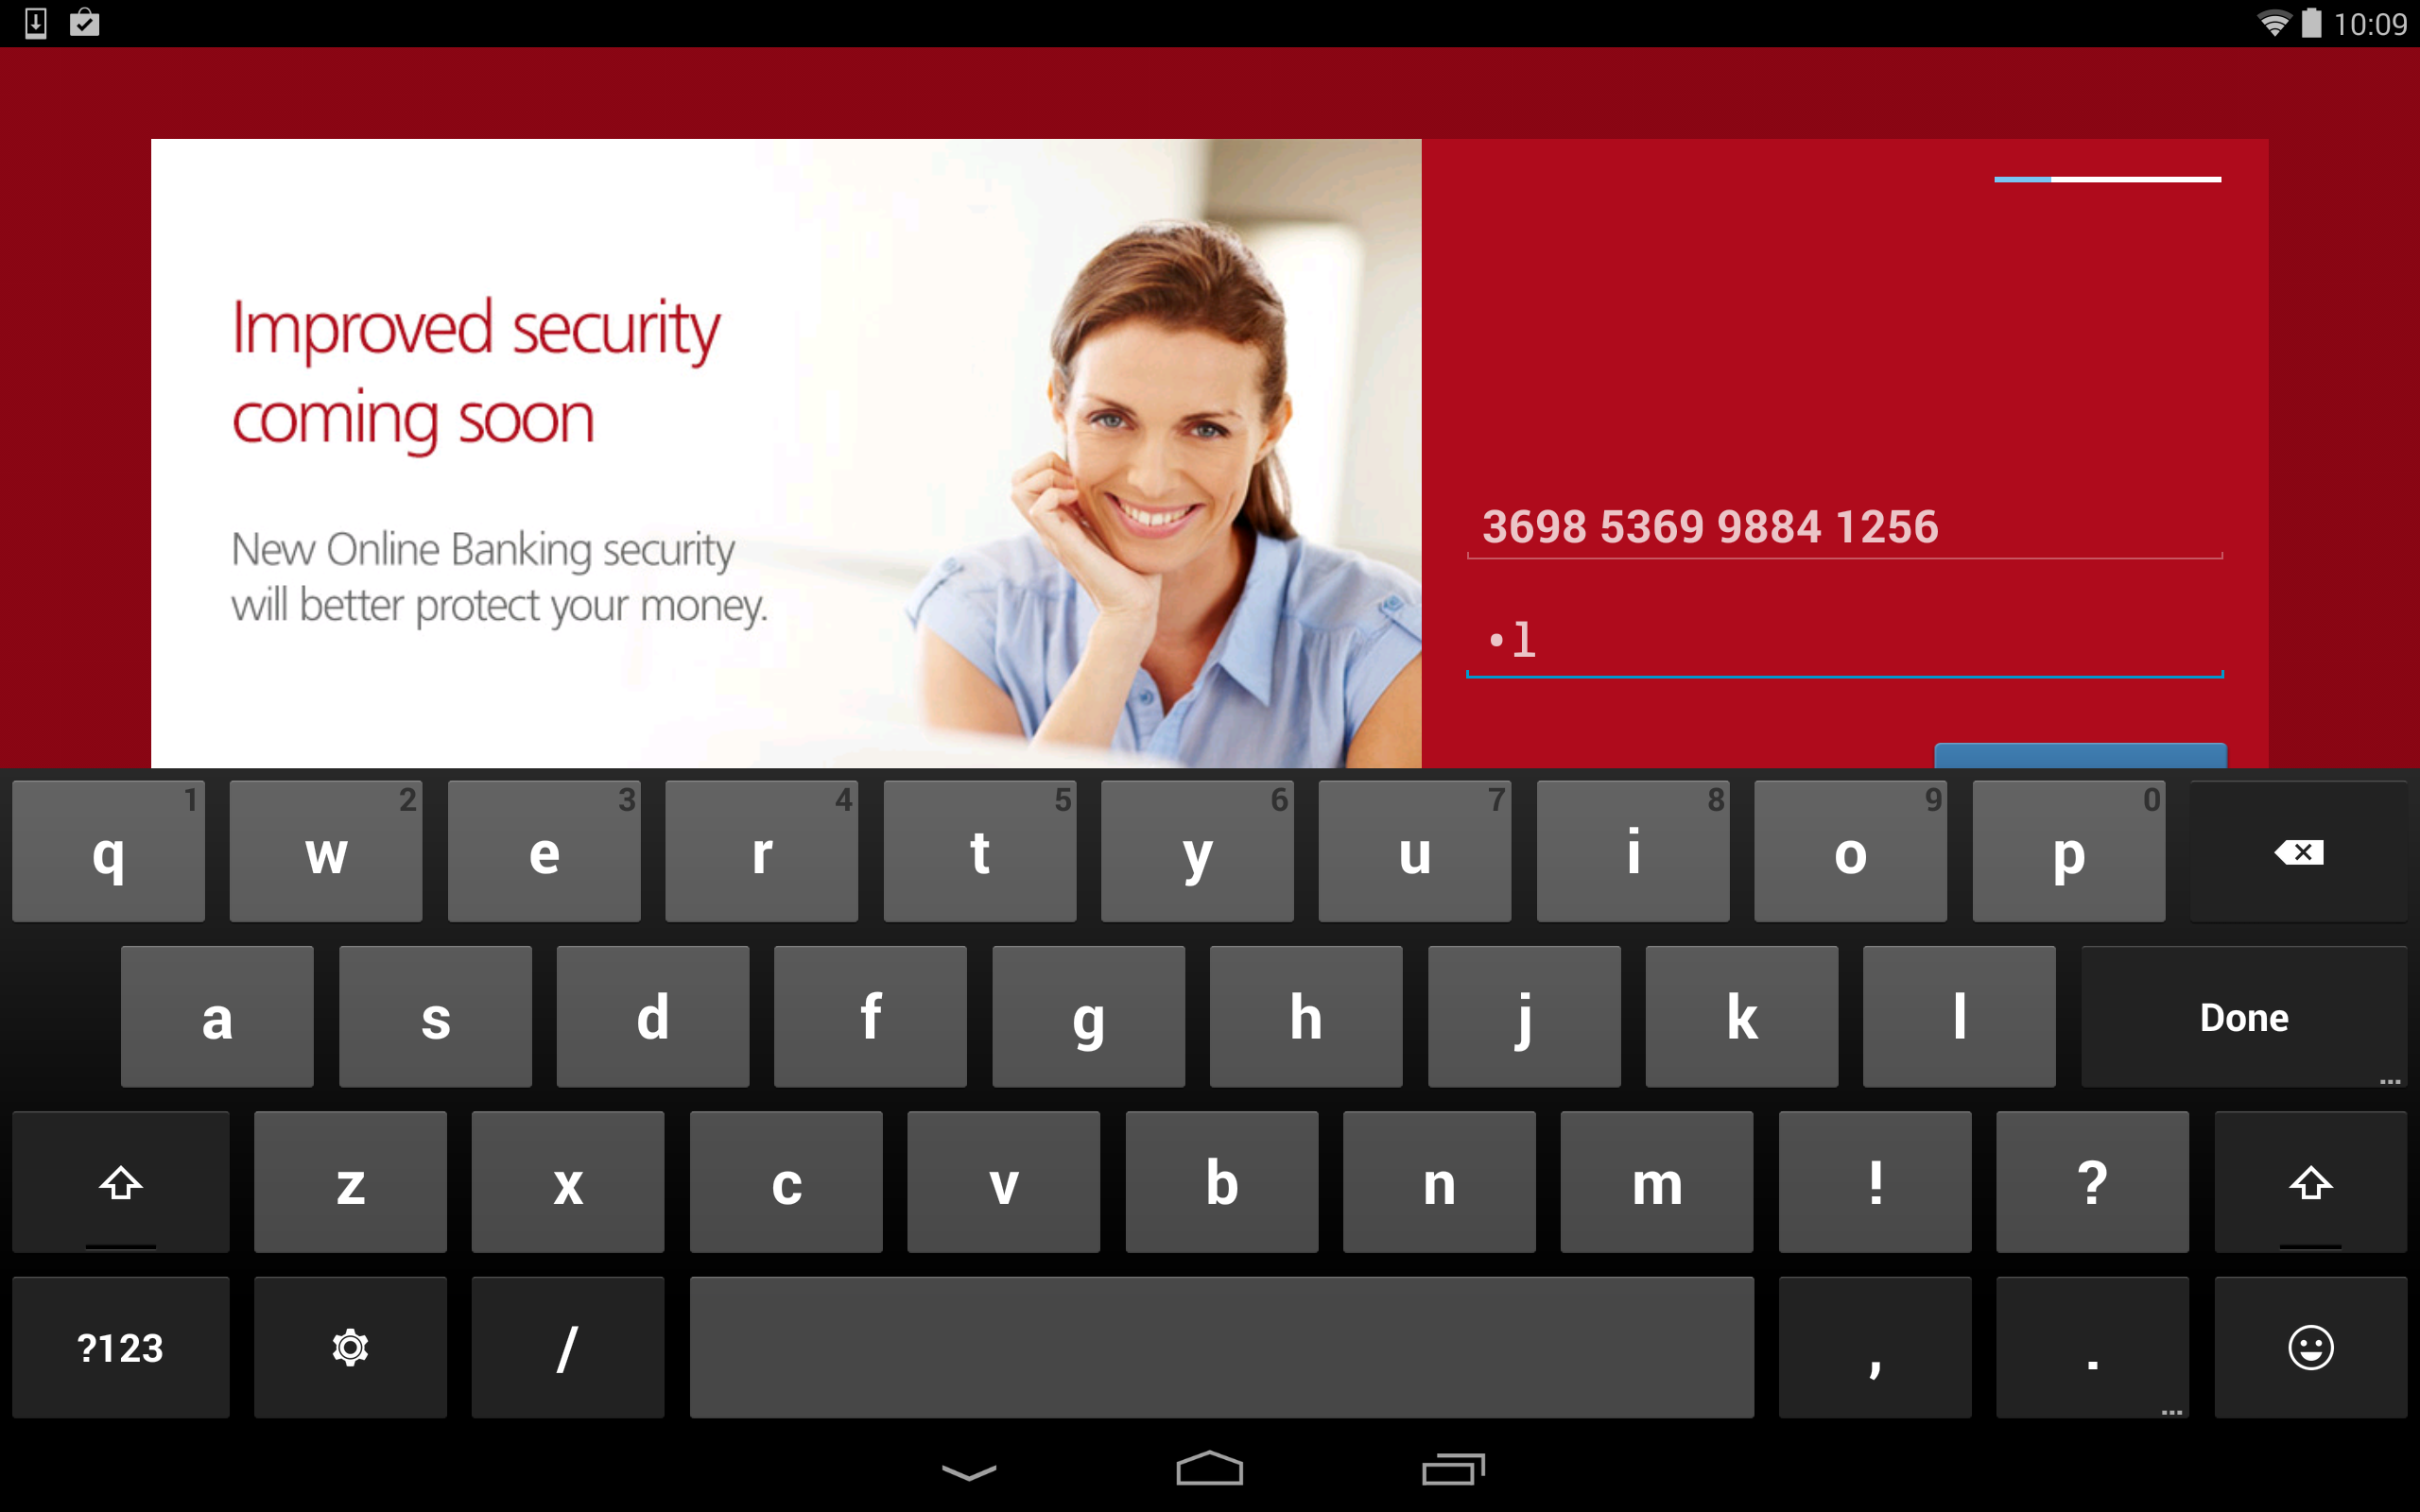 10:09
Improved security
coming soon
New Online Banking security
will better protect your money.
3698 5369 9884 1256
•l
q 1 w 2 e 3 r 4 t 5 y 6 u 7 i 8 o 9 p 0
a s d f g h j k l Done
z x c v b n m ! ?
?123 / , .